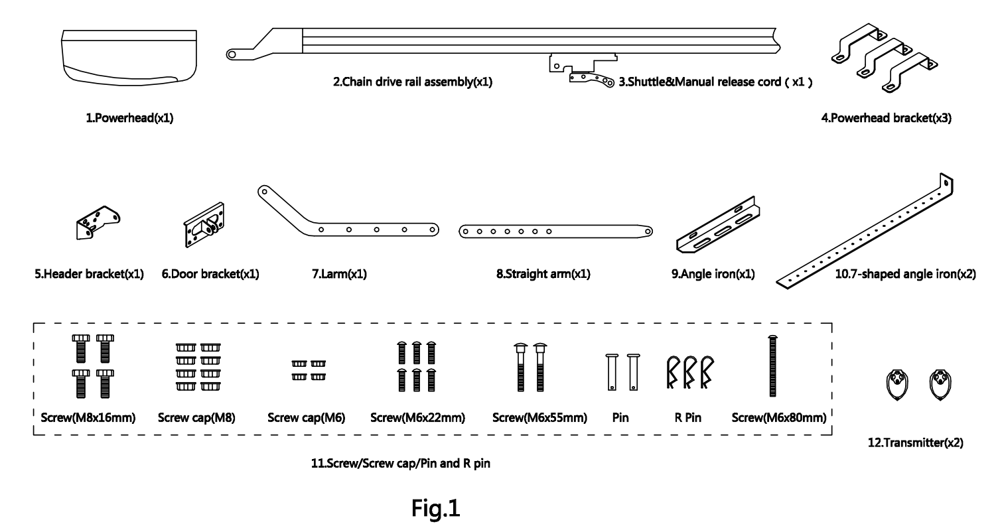 2.Chain drive rail assembly(x1)
3.Shuttle&Manual release cord ( x1 )
1.Powerhead(x1)
4.Powerhead bracket(x3)
5.Header bracket(x1)
6.Door bracket(x1)
7.Larm(x1)
8.Straight arm(x1)
9.Angle iron(x1)
10.7-shaped angle iron(x2)
Screw(M8x16mm)
Screw cap(M8)
Screw cap(M6)
Screw(M6x22mm)
Screw(M6x55mm)
Pin
R Pin
Screw(M6x80mm)
12.Transmitter(x2)
11.Screw/Screw cap/Pin and R pin
Fig.1